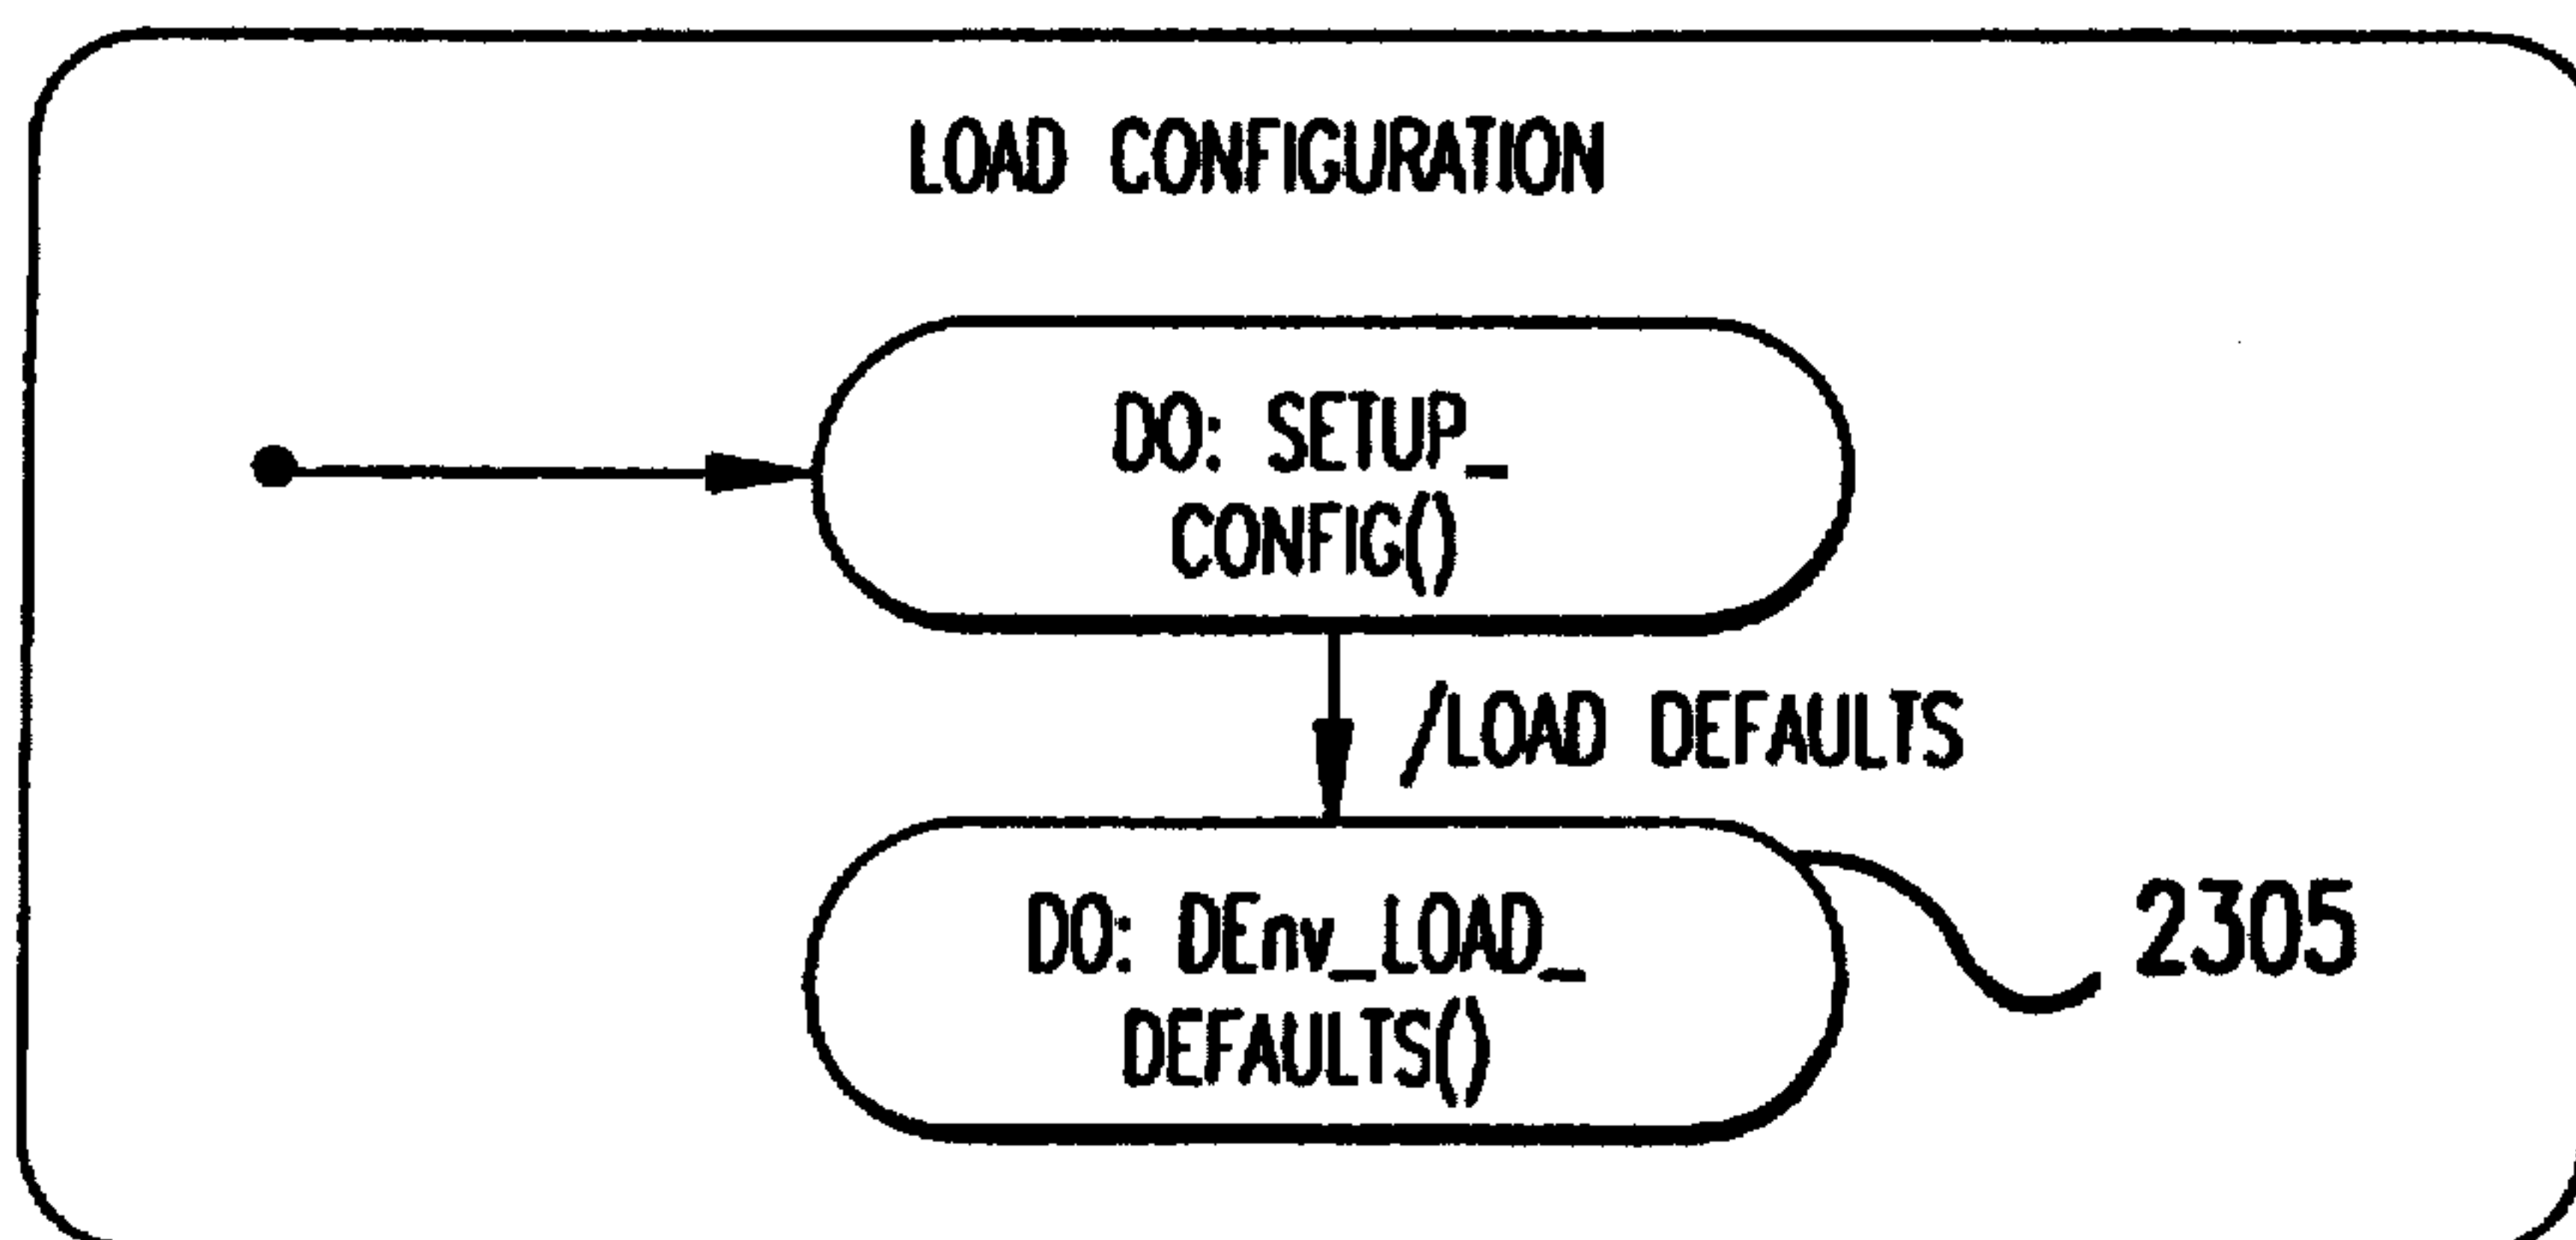 LOAD CONFIGURATION
DO: SETUP_
CONFIG()
/LOAD DEFAULTS
DO: DEnv_LOAD_
DEFAULTS()
2305